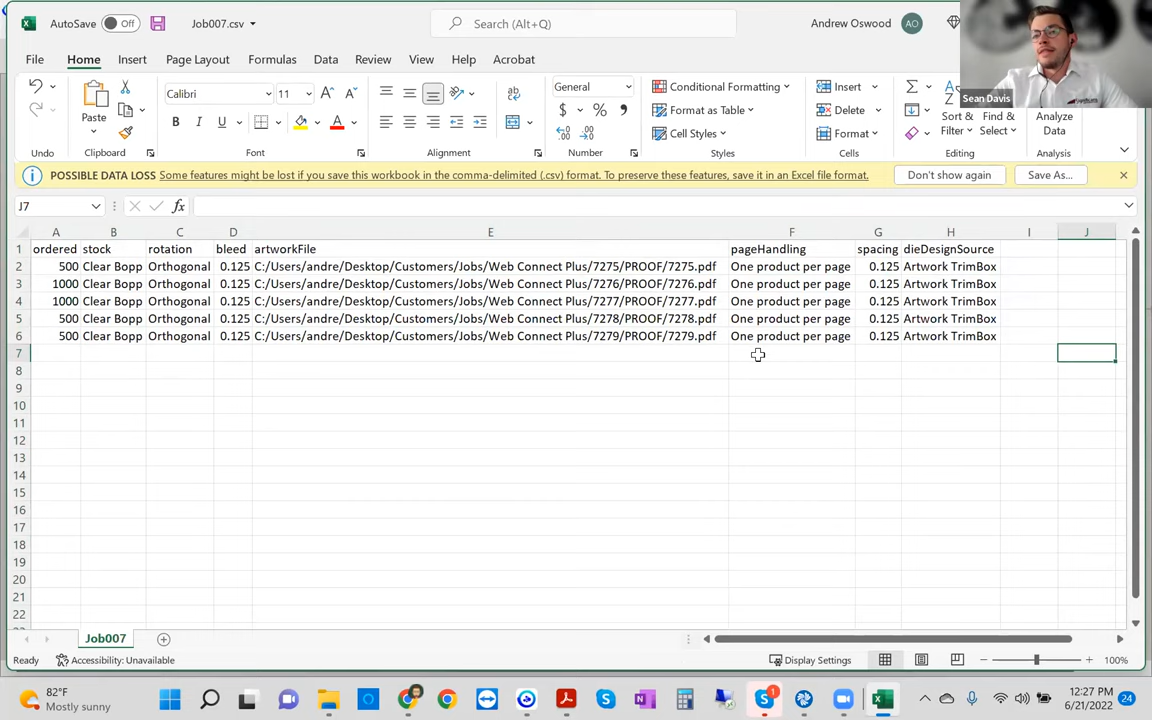 AutoSave Off Job007.csv Search (Alt+Q) Andrew Oswood AO
File Home Insert Page Layout Formulas Data Review View Help Acrobat
Undo
Paste
Clipboard
Calibri 11
B I U
Font
Alignment
General
$ % ,
Number
Conditional Formatting
Format as Table
Cell Styles
Styles
Insert
Delete
Format
Cells
Sort & Filter
Find & Select
Editing
Analyze Data
Analysis
Sean Davis
POSSIBLE DATA LOSS Some features might be lost if you save this workbook in the comma-delimited (.csv) format. To preserve these features, save it in an Excel file format. Don't show again Save As...
J7 fx
A B C D E F G H I J
1 ordered stock rotation bleed artworkFile pageHandling spacing dieDesignSource
2 500 Clear Bopp Orthogonal 0.125 C:/Users/andre/Desktop/Customers/Jobs/Web Connect Plus/7275/PROOF/7275.pdf One product per page 0.125 Artwork TrimBox
3 1000 Clear Bopp Orthogonal 0.125 C:/Users/andre/Desktop/Customers/Jobs/Web Connect Plus/7276/PROOF/7276.pdf One product per page 0.125 Artwork TrimBox
4 1000 Clear Bopp Orthogonal 0.125 C:/Users/andre/Desktop/Customers/Jobs/Web Connect Plus/7277/PROOF/7277.pdf One product per page 0.125 Artwork TrimBox
5 500 Clear Bopp Orthogonal 0.125 C:/Users/andre/Desktop/Customers/Jobs/Web Connect Plus/7278/PROOF/7278.pdf One product per page 0.125 Artwork TrimBox
6 500 Clear Bopp Orthogonal 0.125 C:/Users/andre/Desktop/Customers/Jobs/Web Connect Plus/7279/PROOF/7279.pdf One product per page 0.125 Artwork TrimBox
7
8
9
10
11
12
13
14
15
16
17
18
19
20
21
22
Job007
Ready Accessibility: Unavailable Display Settings 100%
82°F
Mostly sunny
12:27 PM
6/21/2022
24